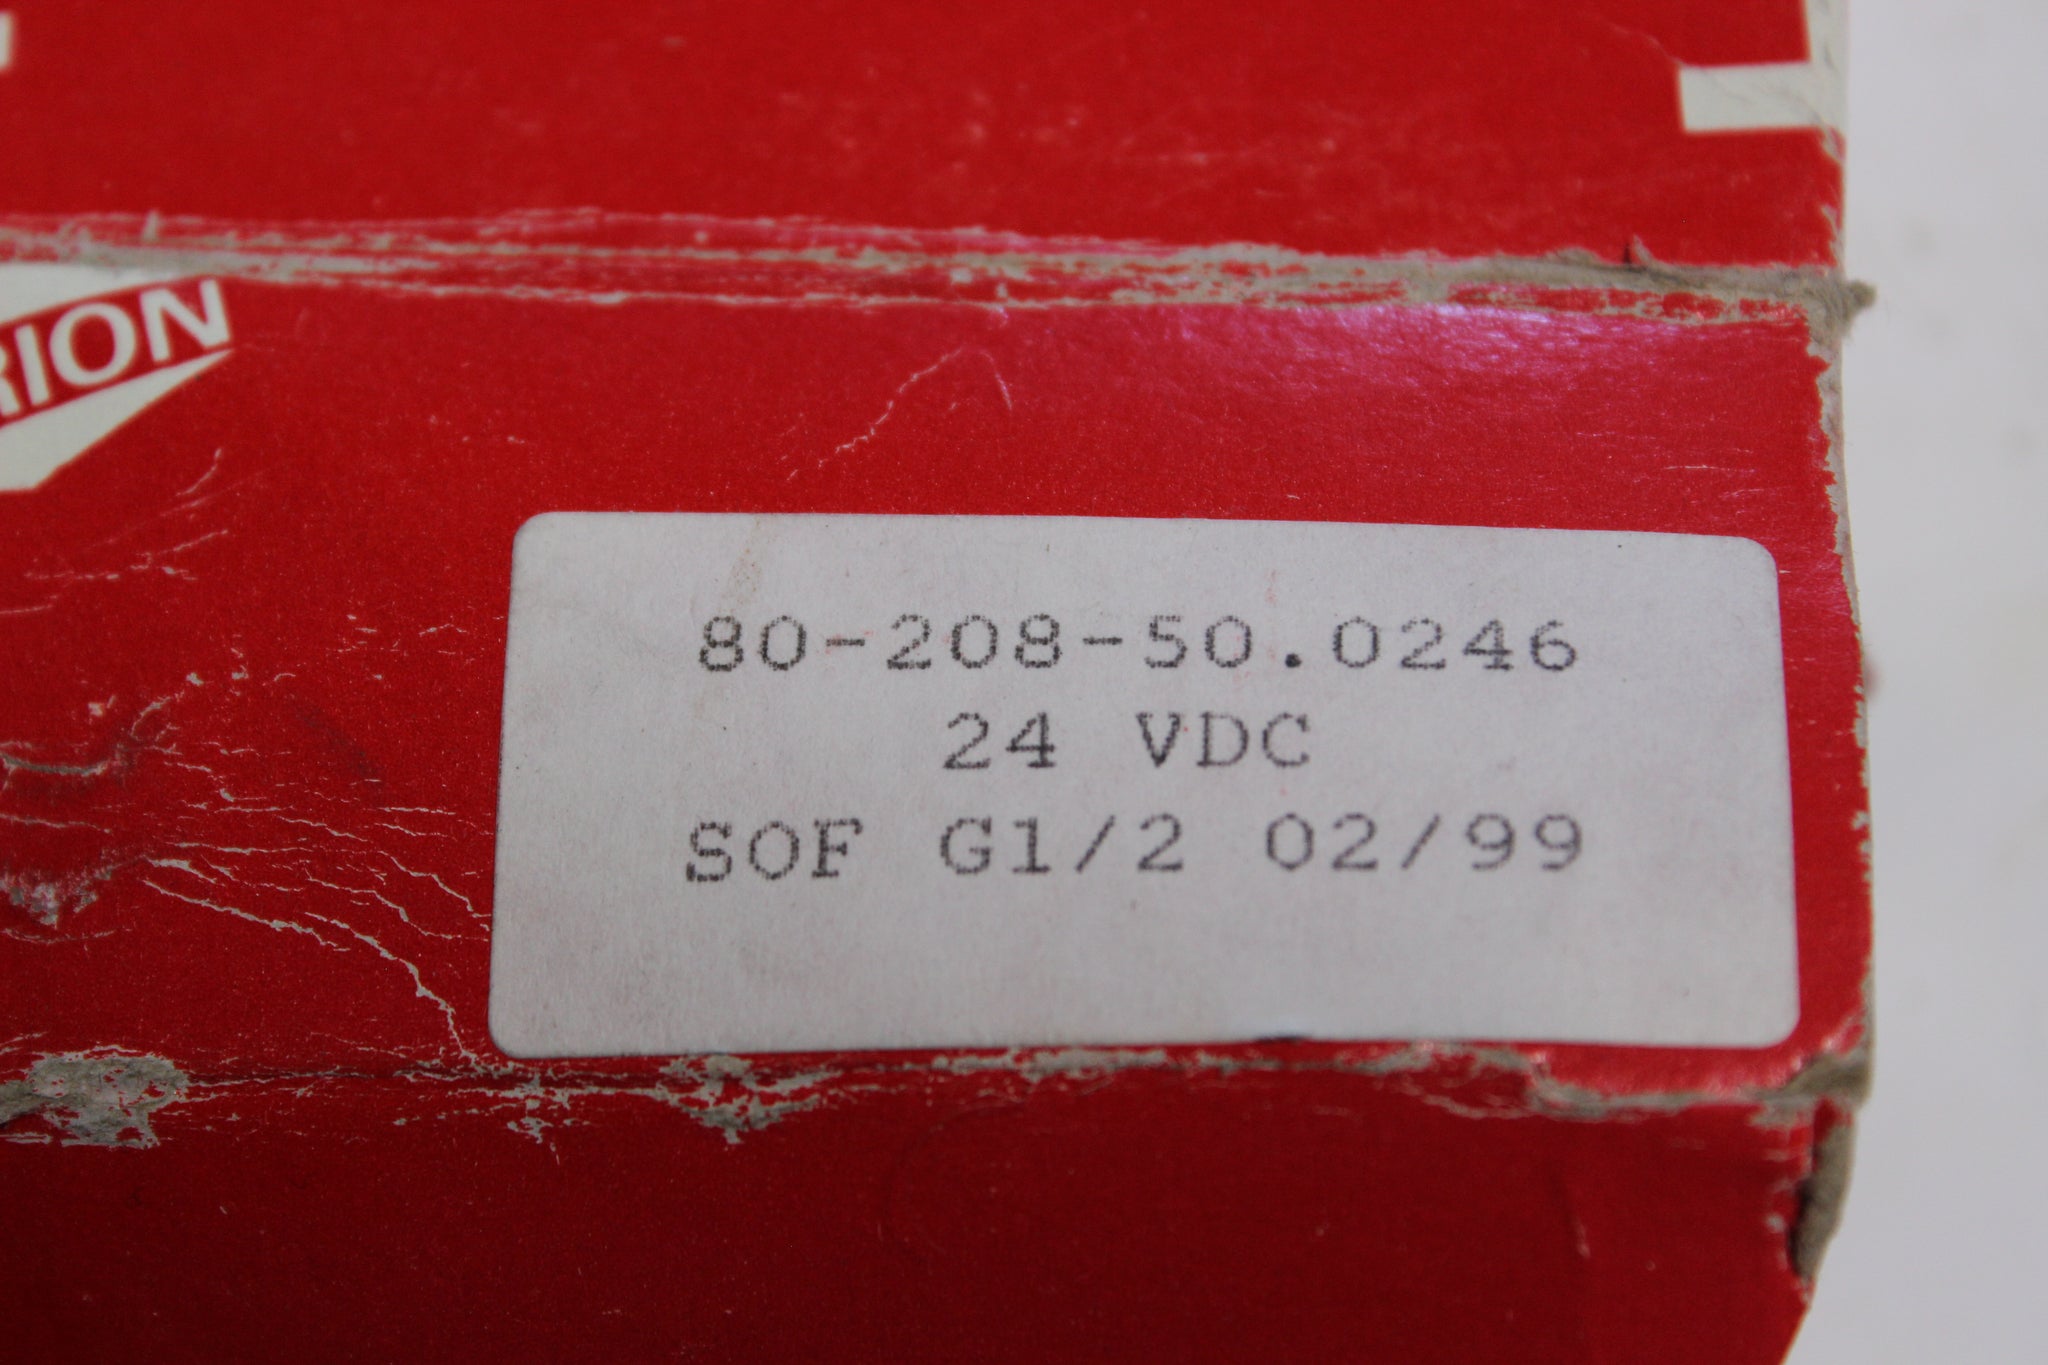 RION
80-208-50.0246
24 VDC
SOF G1/2 02/99